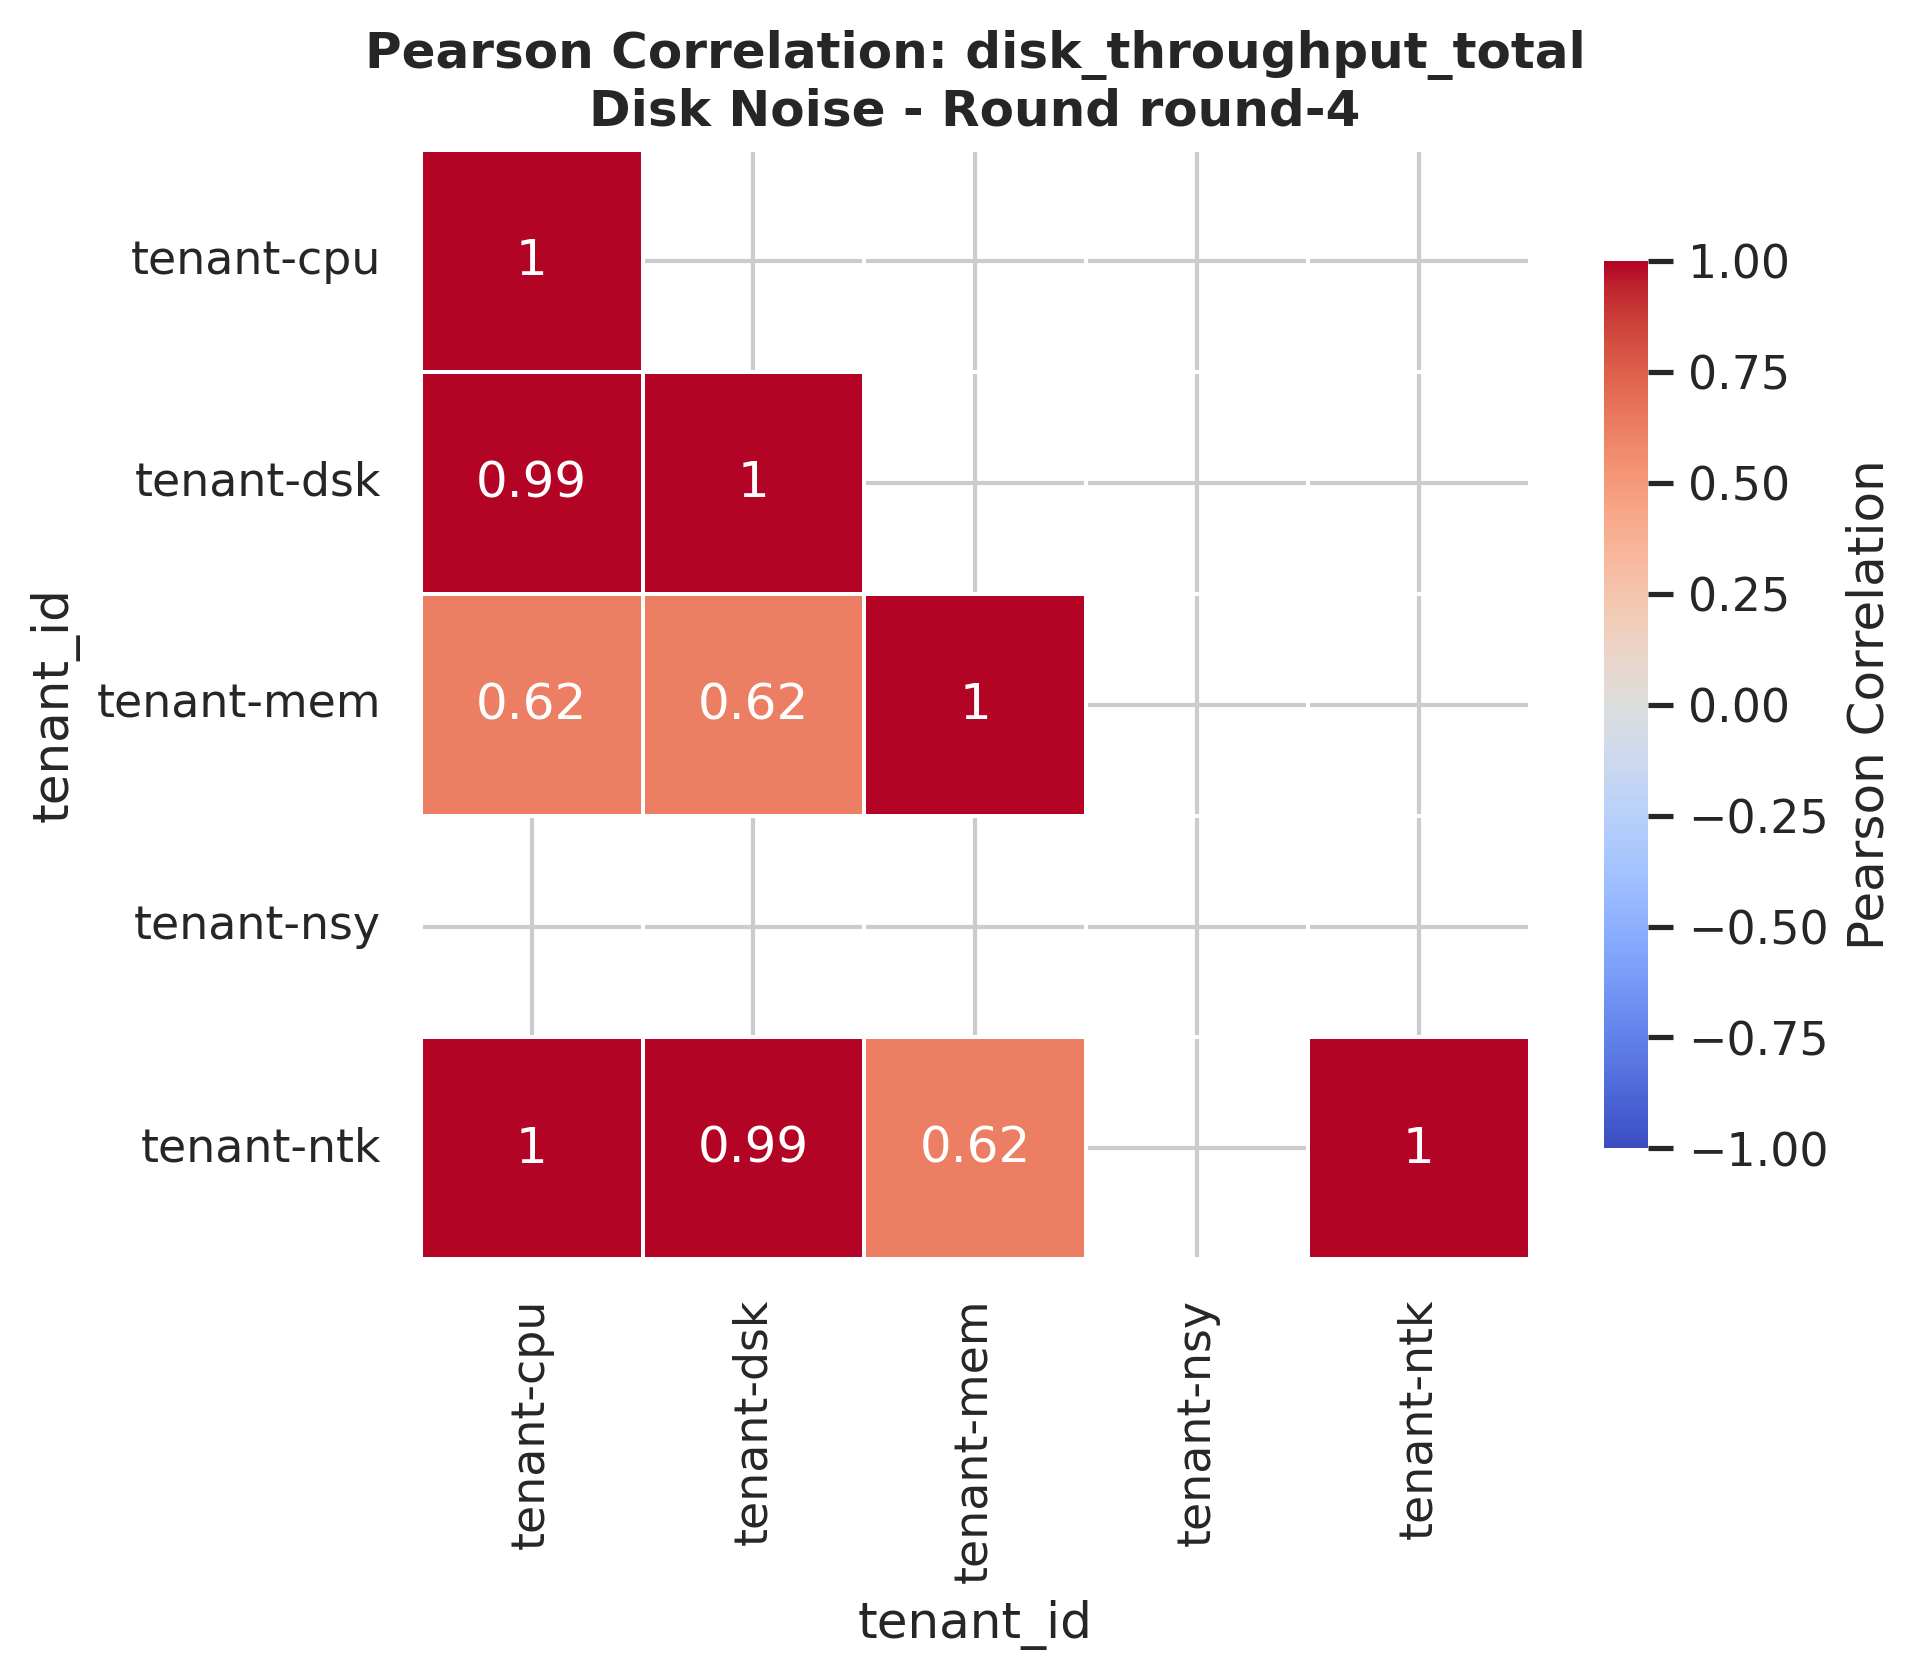 Pearson Correlation: disk_throughput_total
Disk Noise - Round round-4
tenant_id
tenant-cpu
1
tenant-dsk
0.99 1
tenant-mem
0.62 0.62 1
tenant-nsy
tenant-ntk
1 0.99 0.62 1
tenant-cpu
tenant-dsk
tenant-mem
tenant-nsy
tenant-ntk
tenant_id
1.00
0.75
0.50
0.25
0.00
−0.25
−0.50
−0.75
−1.00
Pearson Correlation